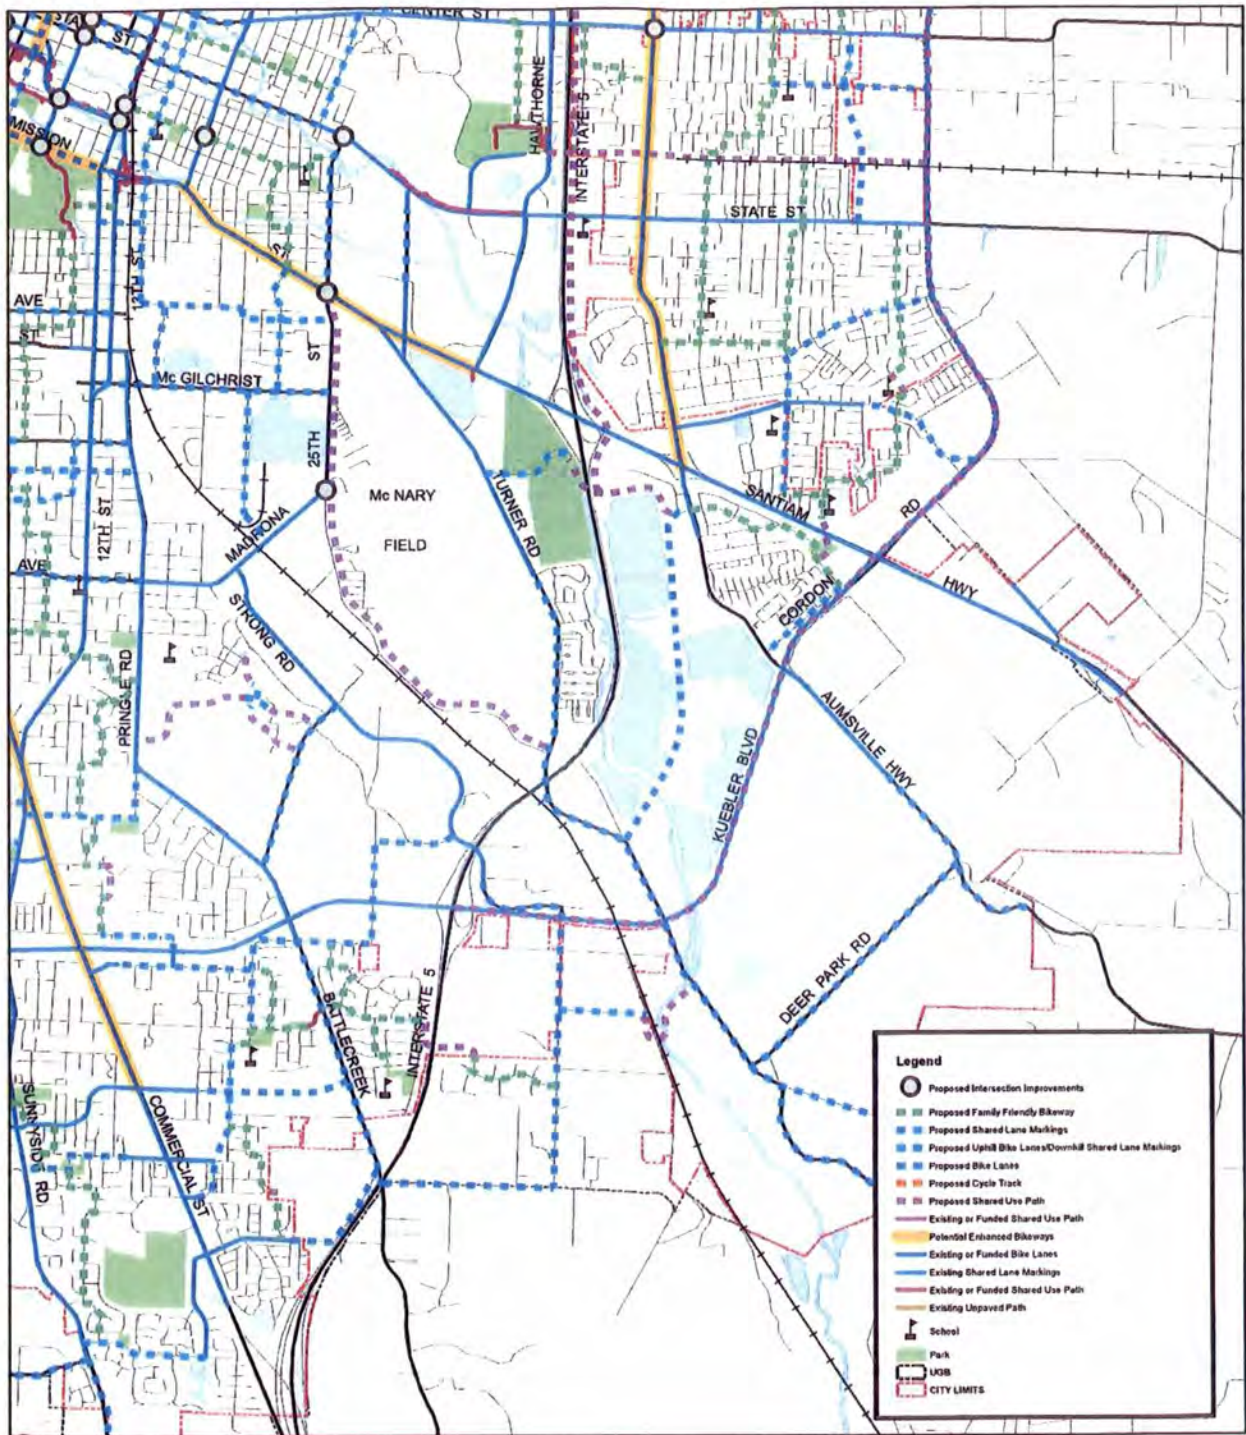 STA
ST
CENTER ST
MISSION
ST
HAWTHORNE
INTERSTATE 5
STATE ST
12TH ST
AVE
ST
ST
Mc GILCHRIST
25TH
Mc NARY
FIELD
TURNER RD
SANTIAM
HWY
MADRONA
12TH ST
AVE
STRONG RD
CORDON
RD
PRINGLE RD
AUMSVILLE HWY
KUEBLER BLVD
DEER PARK RD
BATTLECREEK
INTERSTATE 5
SUNNYSIDE RD
COMMERCIAL ST
Legend
Proposed Intersection Improvements
Proposed Family Friendly Bikeway
Proposed Shared Lane Markings
Proposed Uphill Bike Lanes/Downhill Shared Lane Markings
Proposed Bike Lanes
Proposed Cycle Track
Proposed Shared Use Path
Existing or Funded Shared Use Path
Potential Enhanced Bikeways
Existing or Funded Bike Lanes
Existing Shared Lane Markings
Existing or Funded Shared Use Path
Existing Unpaved Path
School
Park
UGB
CITY LIMITS